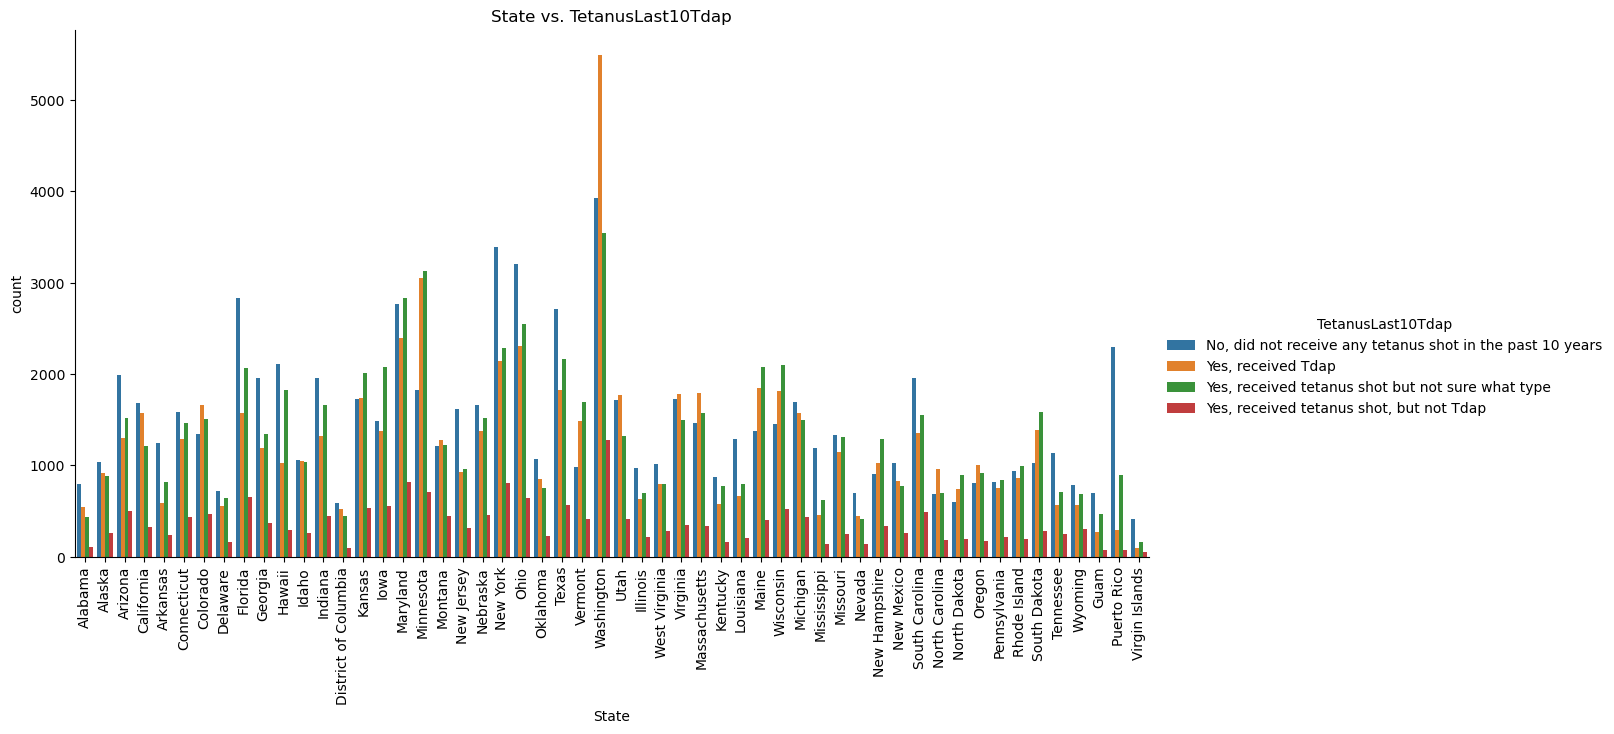 State vs. TetanusLast10Tdap
count
5000
4000
3000
2000
1000
0
Alabama
Alaska
Arizona
California
Arkansas
Connecticut
Colorado
Delaware
Florida
Georgia
Hawaii
Idaho
Indiana
District of Columbia
Kansas
Iowa
Maryland
Minnesota
Montana
New Jersey
Nebraska
New York
Ohio
Oklahoma
Texas
Vermont
Washington
Utah
Illinois
West Virginia
Virginia
Massachusetts
Kentucky
Louisiana
Maine
Wisconsin
Michigan
Mississippi
Missouri
Nevada
New Hampshire
New Mexico
South Carolina
North Carolina
North Dakota
Oregon
Pennsylvania
Rhode Island
South Dakota
Tennessee
Wyoming
Guam
Puerto Rico
Virgin Islands
State
TetanusLast10Tdap
No, did not receive any tetanus shot in the past 10 years
Yes, received Tdap
Yes, received tetanus shot but not sure what type
Yes, received tetanus shot, but not Tdap